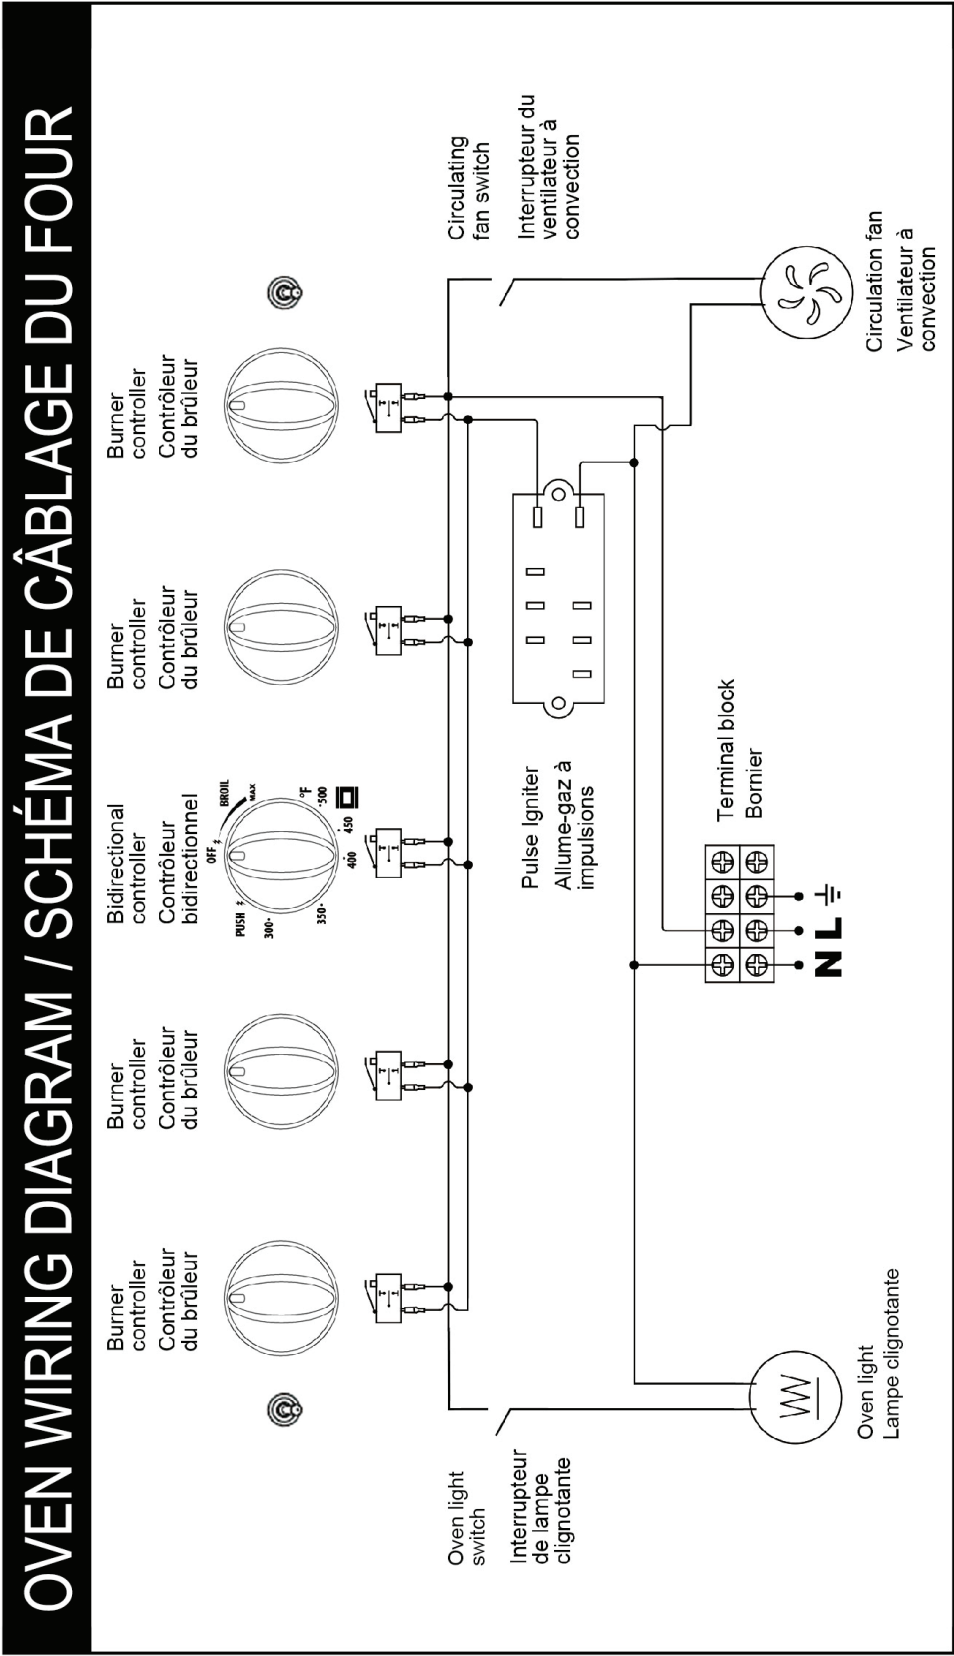 OVEN WIRING DIAGRAM / SCHÉMA DE CÂBLAGE DU FOUR
Burner
controller
Contrôleur
du brûleur
Burner
controller
Contrôleur
du brûleur
Bidirectional
controller
Contrôleur
bidirectionnel
Burner
controller
Contrôleur
du brûleur
Burner
controller
Contrôleur
du brûleur
PUSH
OFF
BROIL
MAX
°F
500
450
400
350
300
Oven light
switch
Interrupteur
de lampe
clignotante
Circulating
fan switch
Interrupteur du
ventilateur à
convection
Pulse Igniter
Allume-gaz à
impulsions
Terminal block
Bornier
N L
Oven light
Lampe clignotante
Circulation fan
Ventilateur à
convection